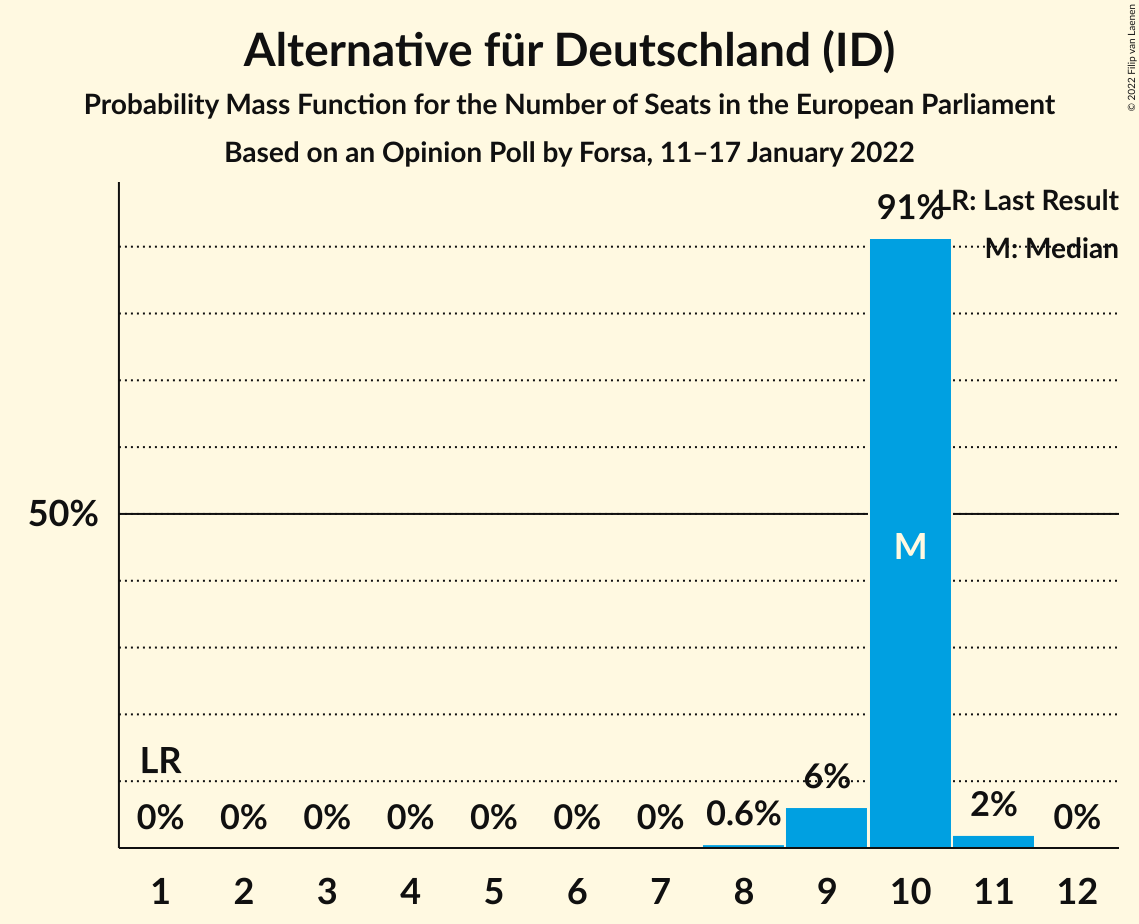 Alternative für Deutschland (ID)
Probability Mass Function for the Number of Seats in the European Parliament
Based on an Opinion Poll by Forsa, 11–17 January 2022
© 2022 Filip van Laenen
LR: Last Result
M: Median
91%
50%
M
LR
0% 0% 0% 0% 0% 0% 0% 0.6% 6% 2% 0%
1 2 3 4 5 6 7 8 9 10 11 12